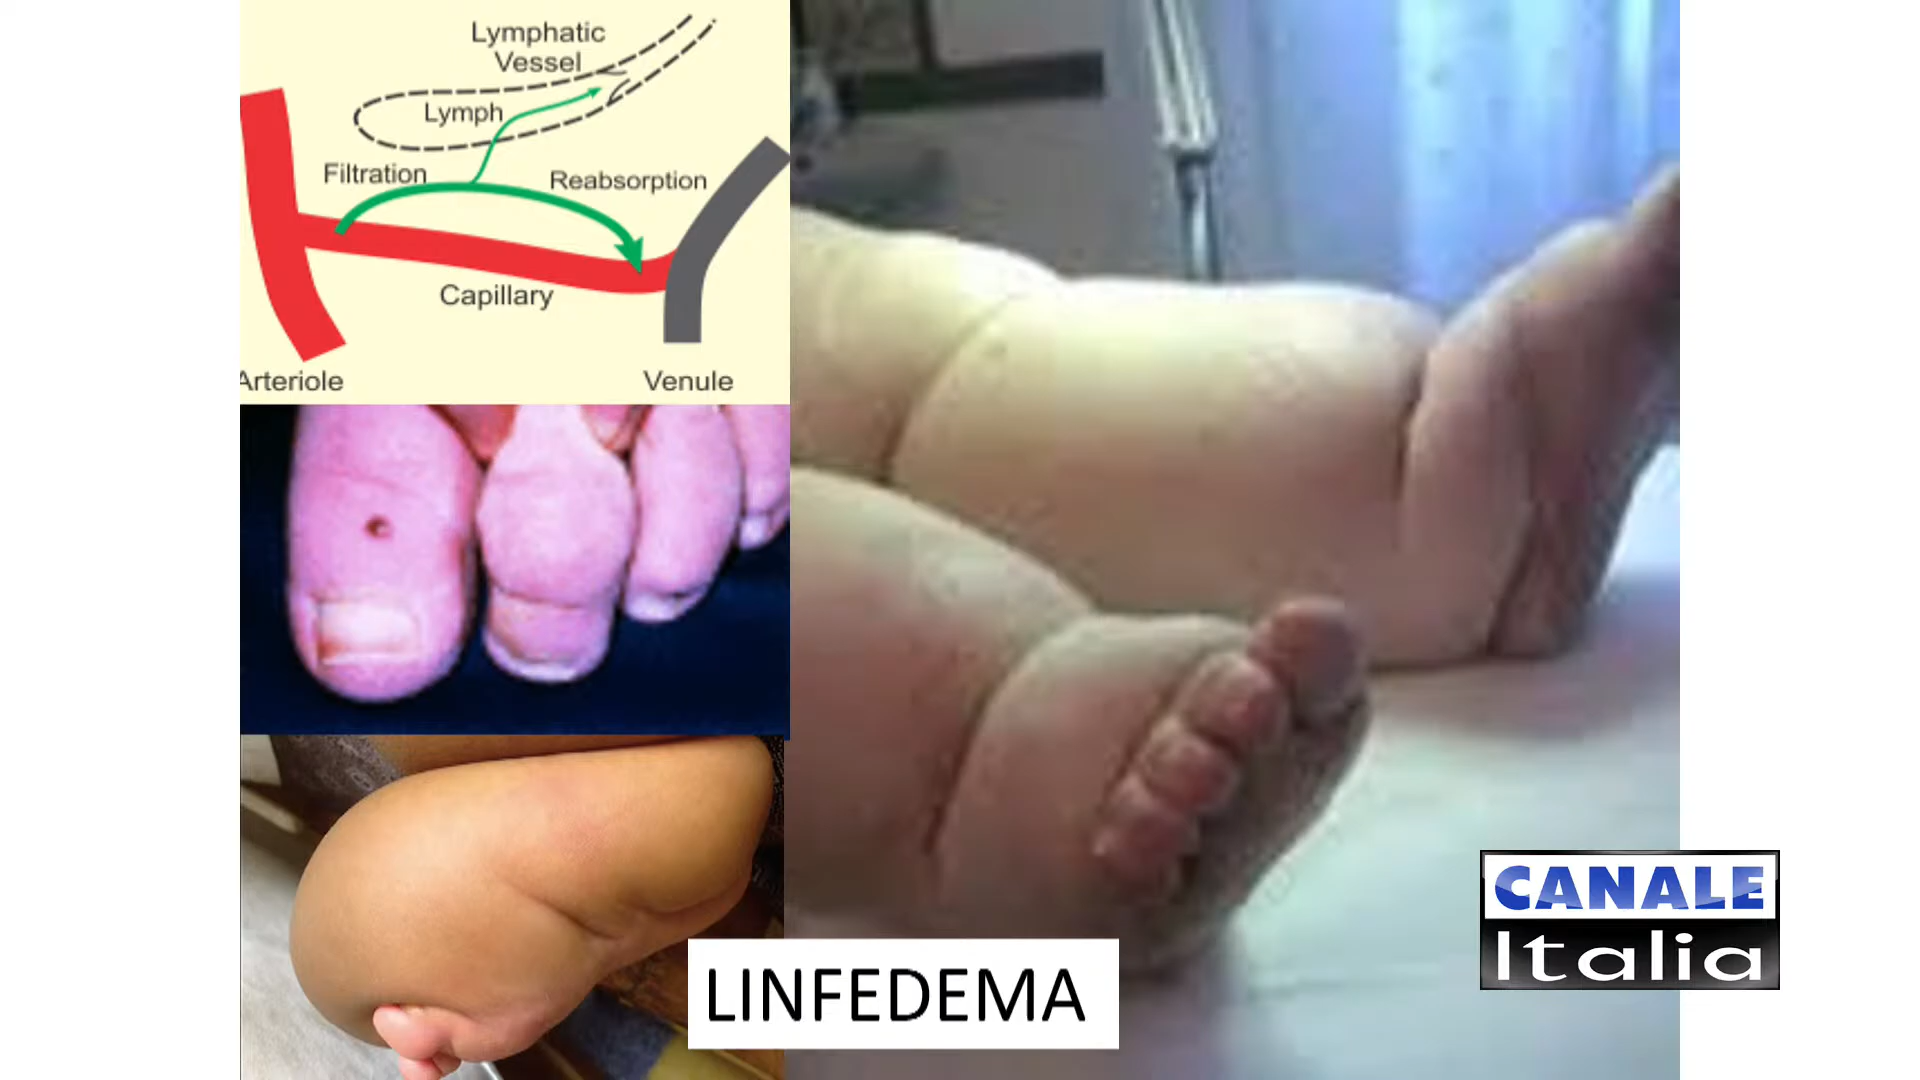 Lymphatic
Vessel
Lymph
Filtration
Reabsorption
Capillary
Arteriole
Venule
LINFEDEMA
CANALE
Italia